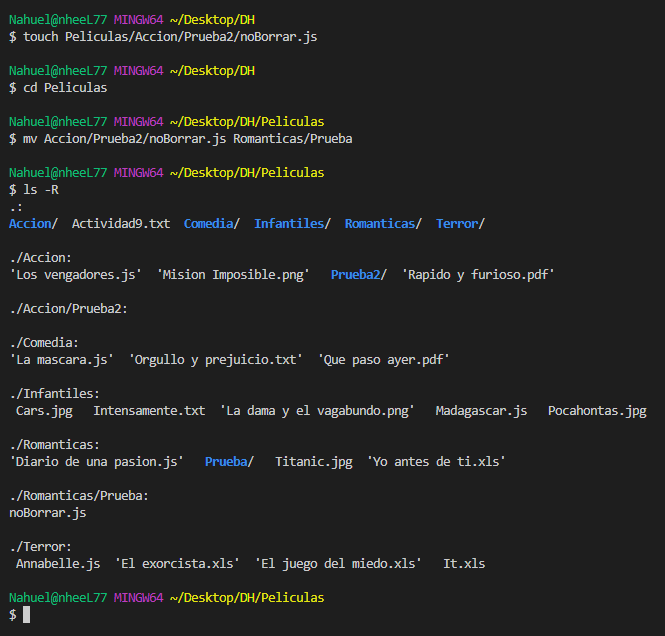 Nahuel@nheeL77 MINGW64 ~/Desktop/DH
$ touch Peliculas/Accion/Prueba2/noBorrar.js
Nahuel@nheeL77 MINGW64 ~/Desktop/DH
$ cd Peliculas
Nahuel@nheeL77 MINGW64 ~/Desktop/DH/Peliculas
$ mv Accion/Prueba2/noBorrar.js Romanticas/Prueba
Nahuel@nheeL77 MINGW64 ~/Desktop/DH/Peliculas
$ ls -R
.:
Accion/  Actividad9.txt  Comedia/  Infantiles/  Romanticas/  Terror/
./Accion:
'Los vengadores.js'  'Mision Imposible.png'   Prueba2/  'Rapido y furioso.pdf'
./Accion/Prueba2:
./Comedia:
'La mascara.js'  'Orgullo y prejuicio.txt'  'Que paso ayer.pdf'
./Infantiles:
 Cars.jpg   Intensamente.txt  'La dama y el vagabundo.png'   Madagascar.js   Pocahontas.jpg
./Romanticas:
'Diario de una pasion.js'   Prueba/   Titanic.jpg  'Yo antes de ti.xls'
./Romanticas/Prueba:
noBorrar.js
./Terror:
 Annabelle.js  'El exorcista.xls'  'El juego del miedo.xls'   It.xls
Nahuel@nheeL77 MINGW64 ~/Desktop/DH/Peliculas
$